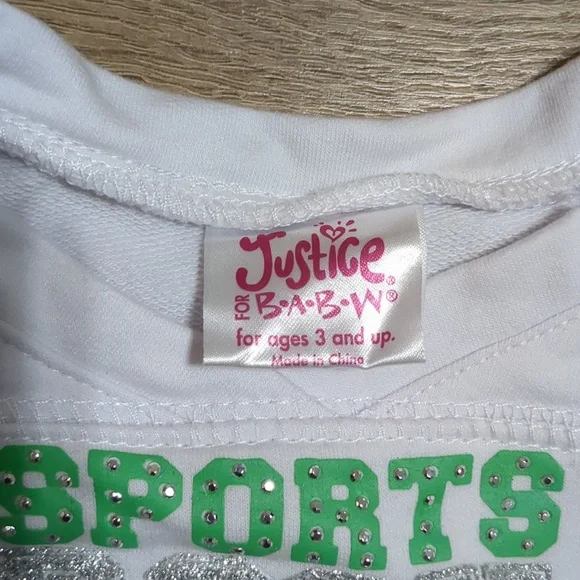 Justice®
FOR B·A·B·W®
for ages 3 and up.
Made in China
SPORTS